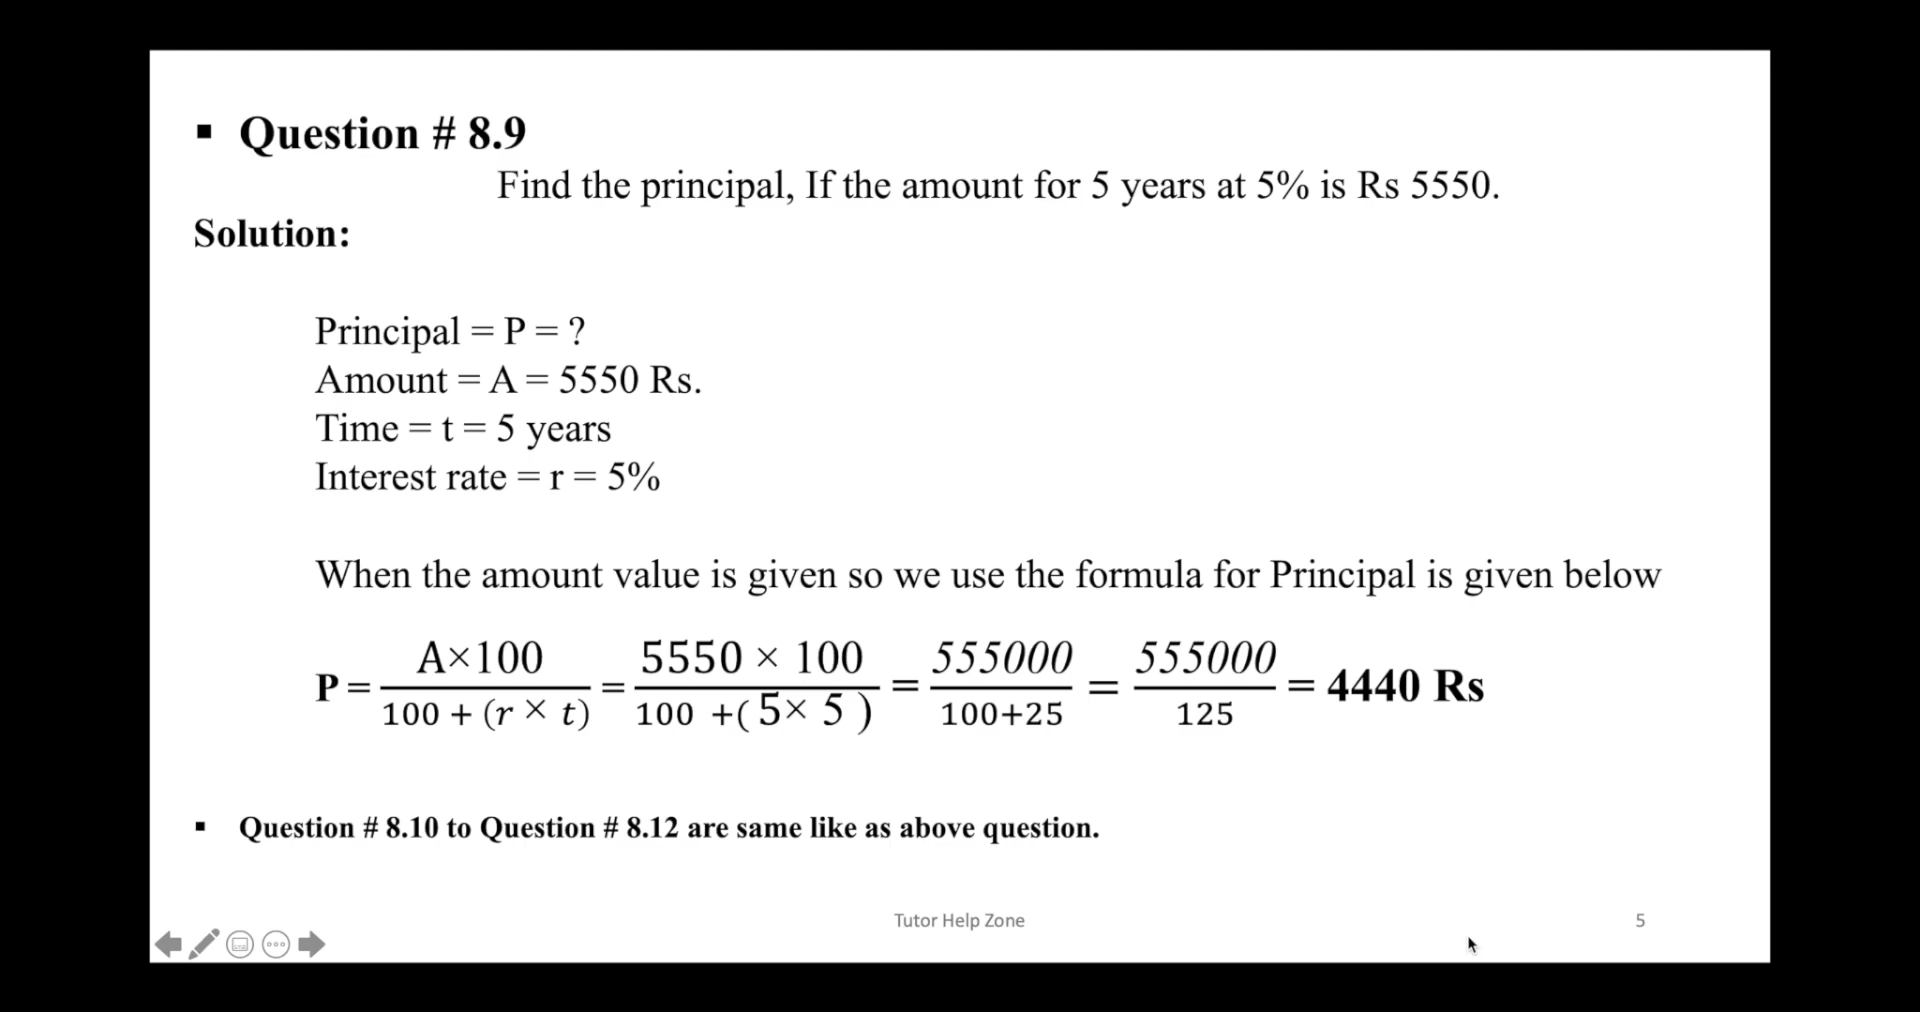 ▪ Question # 8.9
Find the principal, If the amount for 5 years at 5% is Rs 5550.
Solution:
Principal = P = ?
Amount = A = 5550 Rs.
Time = t = 5 years
Interest rate = r = 5%
When the amount value is given so we use the formula for Principal is given below
P = A×100 / 100 + (r × t) = 5550 × 100 / 100 +( 5× 5 ) = 555000 / 100+25 = 555000 / 125 = 4440 Rs
▪ Question # 8.10 to Question # 8.12 are same like as above question.
Tutor Help Zone
5